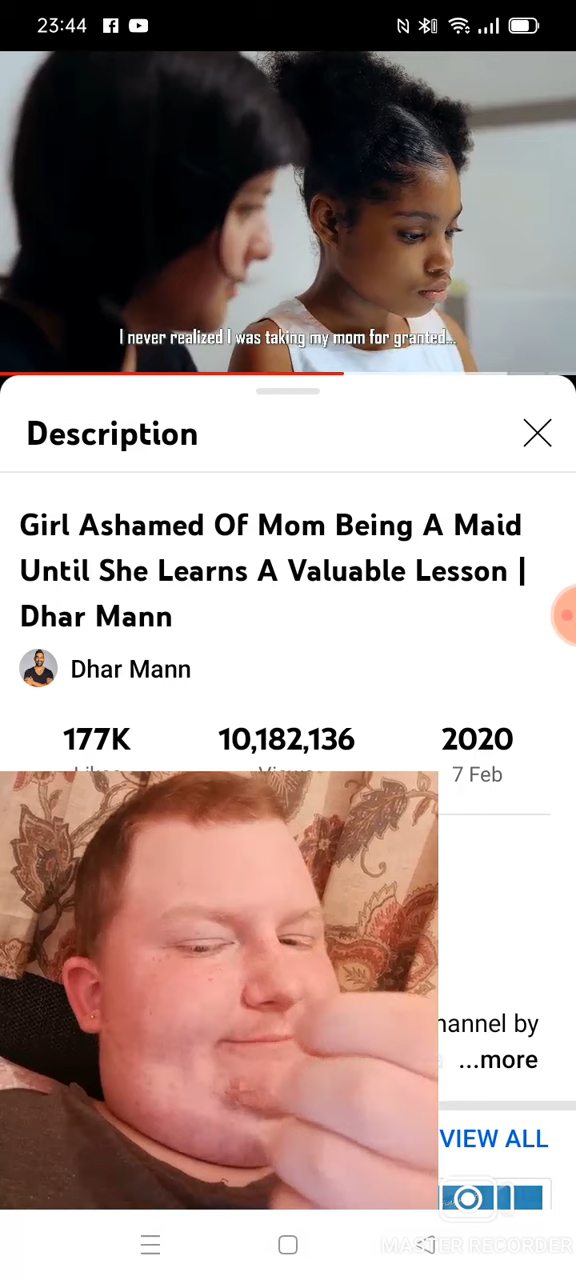 23:44
I never realized I was taking my mom for granted...
Description
Girl Ashamed Of Mom Being A Maid
Until She Learns A Valuable Lesson |
Dhar Mann
Dhar Mann
177K 10,182,136 2020
Likes Views 7 Feb
hannel by
...more
VIEW ALL
MASTER RECORDER